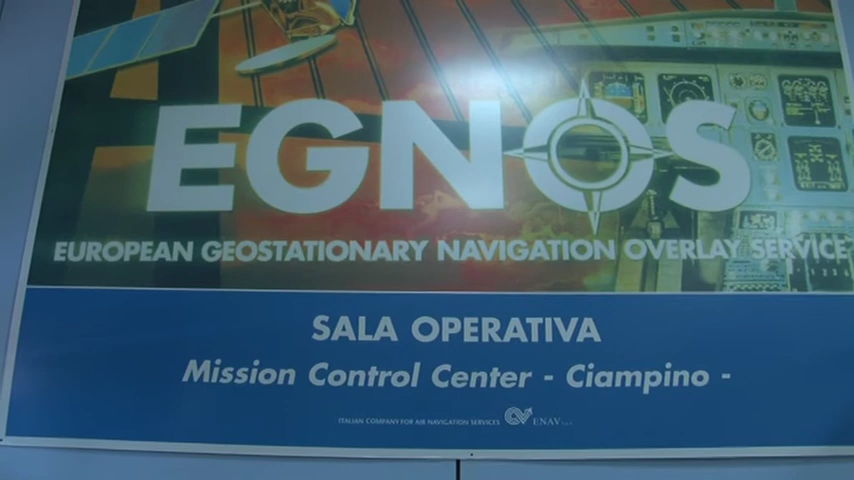 EGNOS
EUROPEAN GEOSTATIONARY NAVIGATION OVERLAY SERVICE
SALA OPERATIVA
Mission Control Center - Ciampino -
ITALIAN COMPANY FOR AIR NAVIGATION SERVICES ENAV